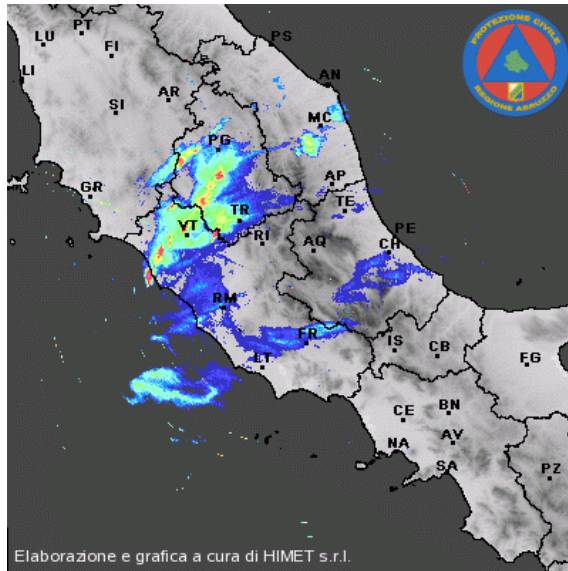 PROTEZIONE CIVILE
REGIONE ABRUZZO
PT
PS
LU
FI
LI
AR
AN
SI
MC
PG
GR
AP
TR
TE
VT
RI
AQ
PE
CH
RM
FR
IS
CB
LT
FG
CE
BN
NA
AV
SA
PZ
Elaborazione e grafica a cura di HIMET s.r.l.